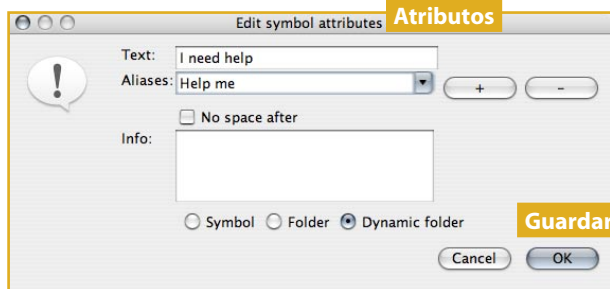 Edit symbol attributes
Atributos
Text: I need help
Aliases: Help me
+ -
No space after
Info:
Symbol Folder Dynamic folder
Guardar
Cancel OK